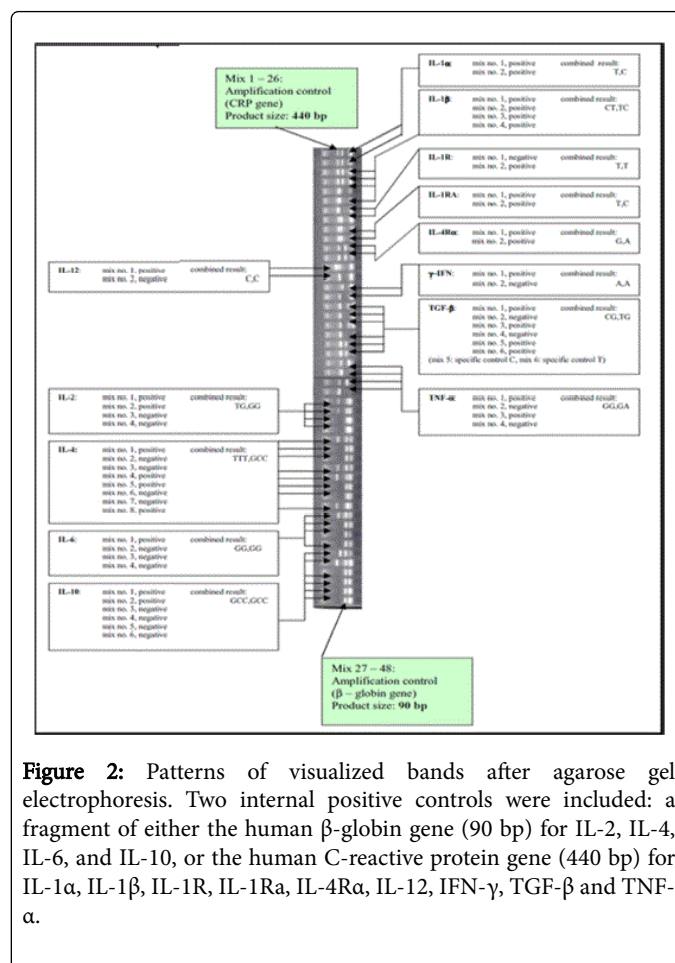 Mix 1 – 26:
Amplification control
(CRP gene)
Product size: 440 bp
IL-1α: mix no. 1, positive combined result:
mix no. 2, positive T,C
IL-1β: mix no. 1, positive combined result:
mix no. 2, positive CT,TC
mix no. 3, positive
mix no. 4, positive
IL-1R: mix no. 1, negative combined result:
mix no. 2, positive T,T
IL-1RA: mix no. 1, positive combined result:
mix no. 2, positive T,C
IL-4Rα: mix no. 1, positive combined result:
mix no. 2, positive G,A
IL-12: mix no. 1, positive combined result:
mix no. 2, negative C,C
γ-IFN: mix no. 1, positive combined result:
mix no. 2, negative A,A
TGF-β: mix no. 1, positive combined result:
mix no. 2, negative CG,TG
mix no. 3, positive
mix no. 4, negative
mix no. 5, positive
mix no. 6, positive
(mix 5: specific control C, mix 6: specific control T)
TNF-α: mix no. 1, positive combined result:
mix no. 2, positive GG,GA
mix no. 3, negative
mix no. 4, negative
IL-2: mix no. 1, positive combined result:
mix no. 2, positive TG,GG
mix no. 3, negative
mix no. 4, negative
IL-4: mix no. 1, positive combined result:
mix no. 2, negative TTT,GCC
mix no. 3, negative
mix no. 4, positive
mix no. 5, positive
mix no. 6, negative
mix no. 7, negative
mix no. 8, positive
IL-6: mix no. 1, positive combined result:
mix no. 2, negative GG,GG
mix no. 3, negative
mix no. 4, negative
IL-10: mix no. 1, positive combined result:
mix no. 2, positive GCC,GCC
mix no. 3, negative
mix no. 4, negative
mix no. 5, negative
mix no. 6, negative
Mix 27 – 48:
Amplification control
(β – globin gene)
Product size: 90 bp
Figure 2: Patterns of visualized bands after agarose gel
electrophoresis. Two internal positive controls were included: a
fragment of either the human β-globin gene (90 bp) for IL-2, IL-4,
IL-6, and IL-10, or the human C-reactive protein gene (440 bp) for
IL-1α, IL-1β, IL-1R, IL-1Ra, IL-4Rα, IL-12, IFN-γ, TGF-β and TNF-
α.